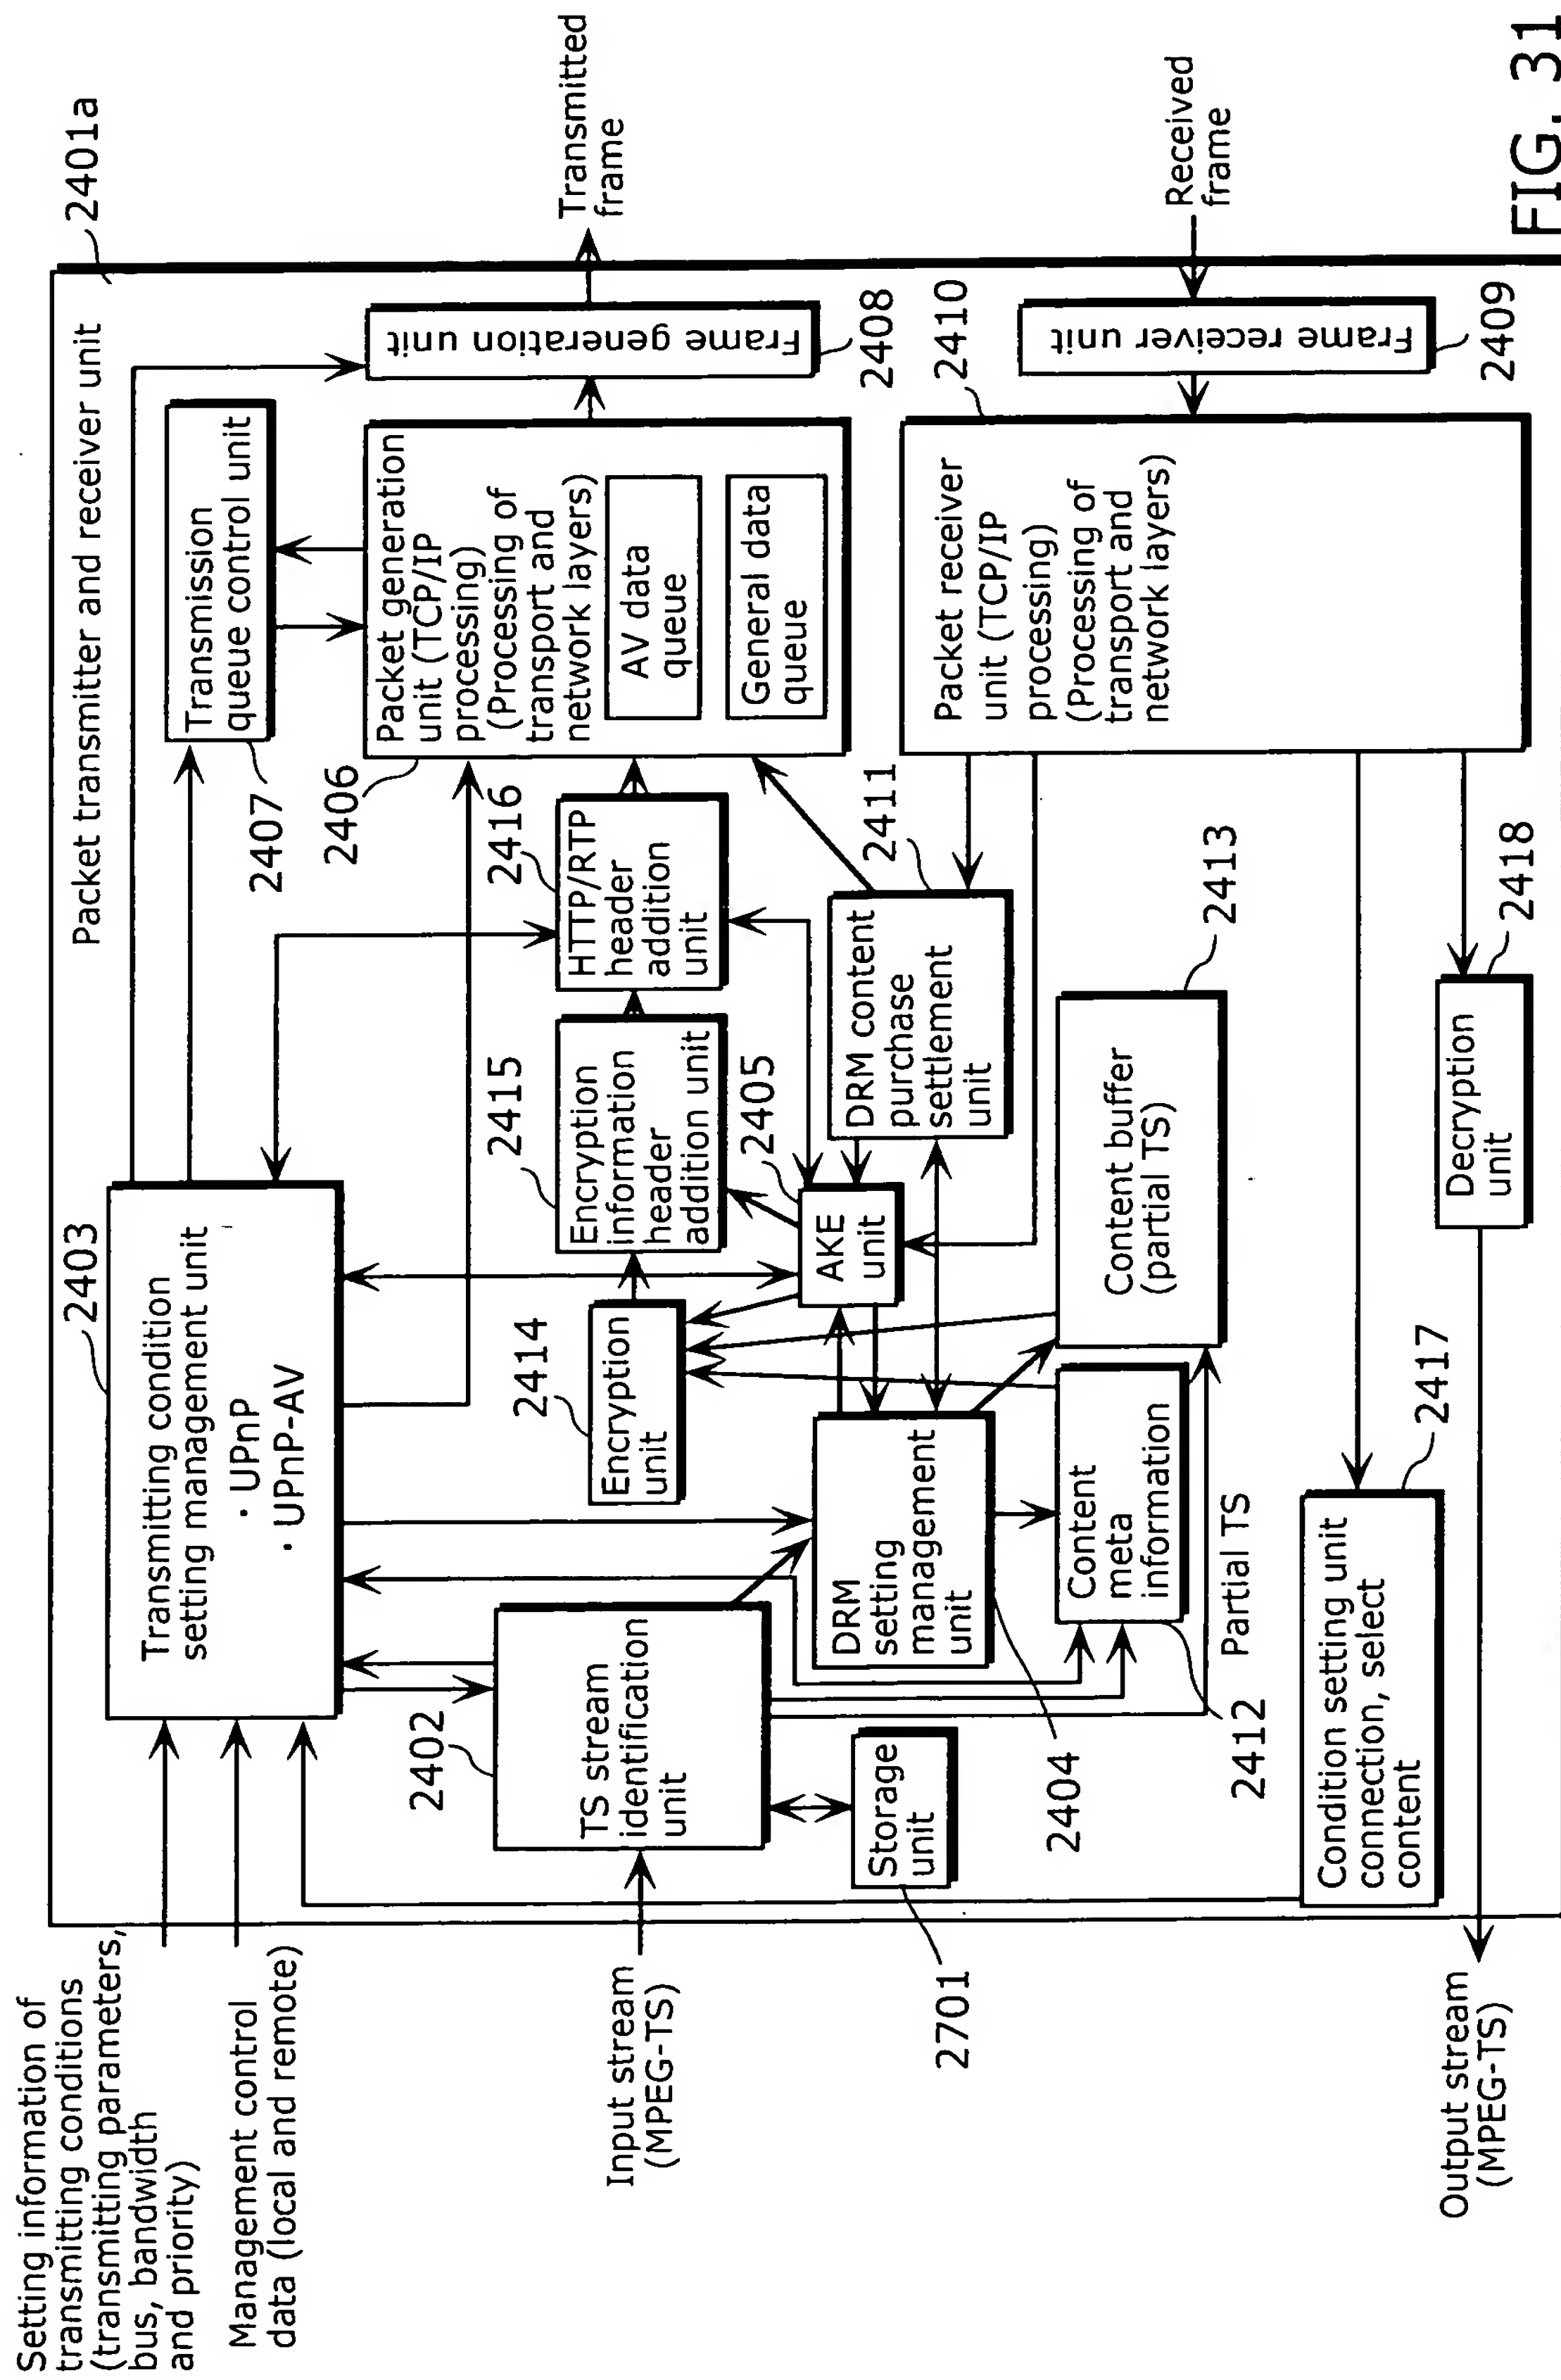 Setting information of
transmitting conditions
(transmitting parameters,
bus, bandwidth
and priority)
Management control
data (local and remote)
Input stream
(MPEG-TS)
Output stream
(MPEG-TS)
2401a
Packet transmitter and receiver unit
2403
Transmitting condition
setting management unit
· UPnP
· UPnP-AV
2402
TS stream
identification
unit
Storage
unit
2701
2404
DRM
setting
management
unit
Content
meta
information
2412
Partial TS
2414
Encryption
unit
2415
Encryption
information
header
addition unit
2405
AKE
unit
2416
HTTP/RTP
header
addition
unit
2411
DRM content
purchase
settlement
unit
2413
Content buffer
(partial TS)
2407
Transmission
queue control unit
2406
Packet generation
unit (TCP/IP
processing)
(Processing of
transport and
network layers)
AV data
queue
General data
queue
Frame generation unit
2408
Transmitted
frame
2410
Packet receiver
unit (TCP/IP
processing)
(Processing of
transport and
network layers)
Frame receiver unit
2409
Received
frame
2417
Condition setting unit
connection, select
content
2418
Decryption
unit
FIG. 31